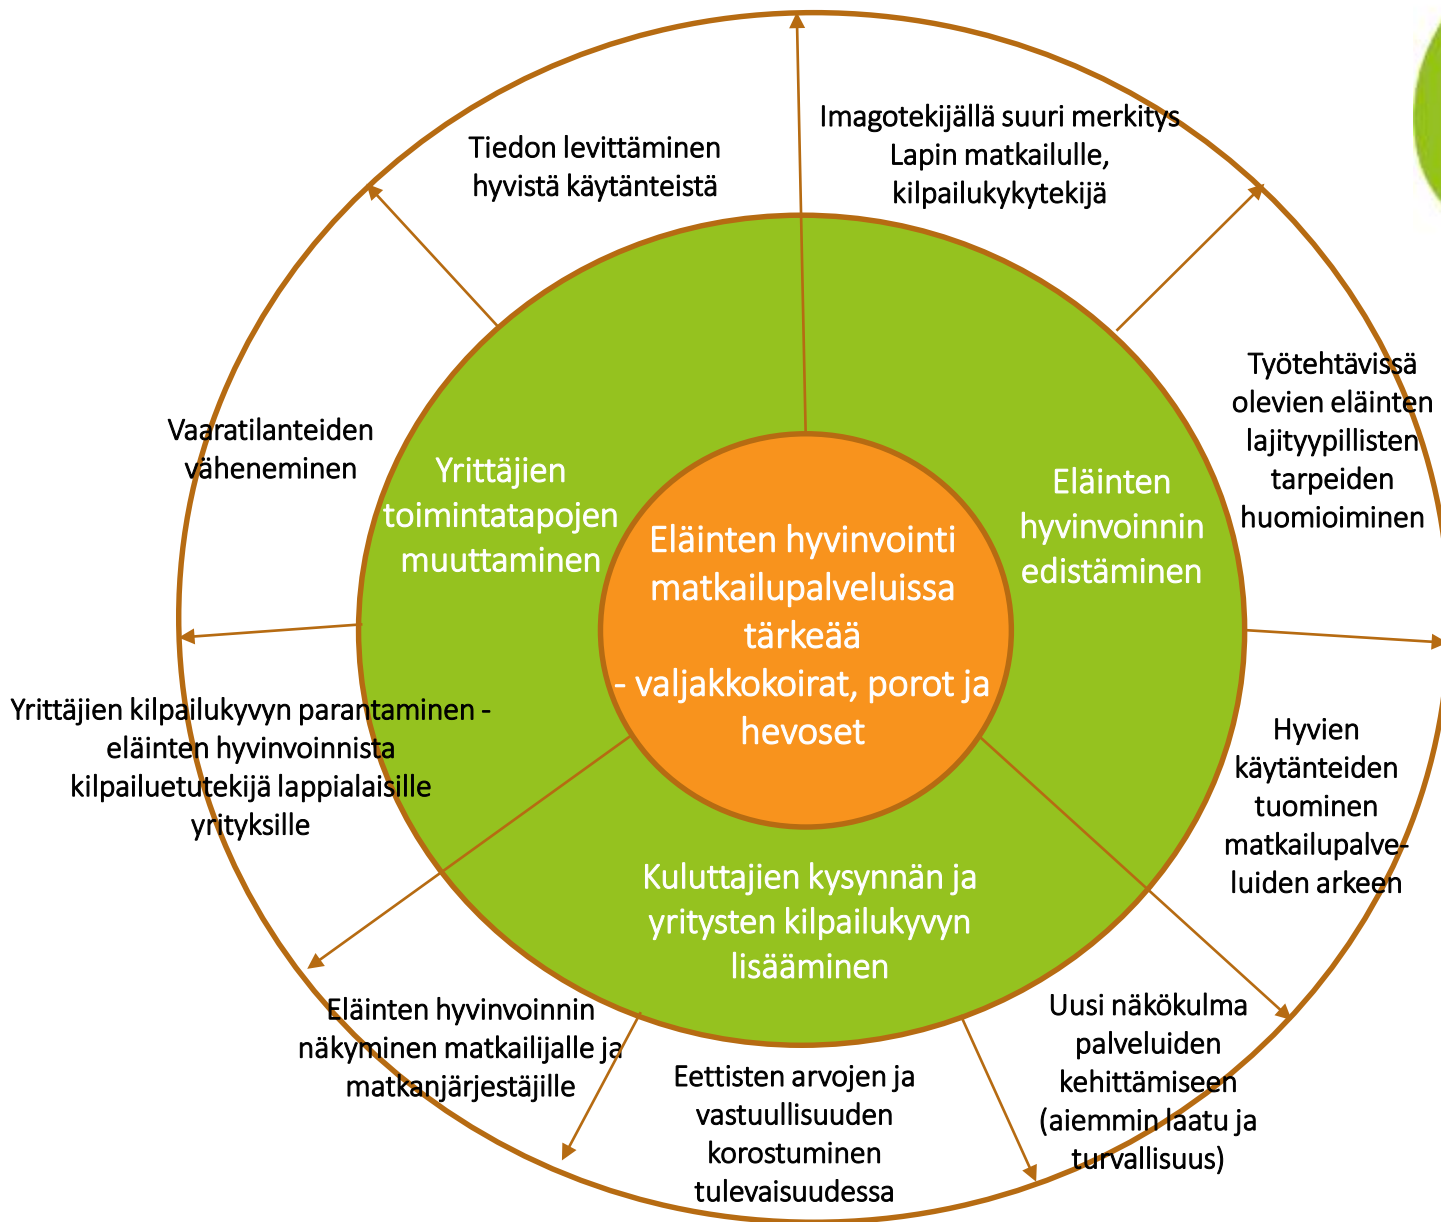 Imagotekijällä suuri merkitys
Lapin matkailulle,
kilpailukykytekijä
Tiedon levittäminen
hyvistä käytänteistä
Työtehtävissä
olevien eläinten
lajityypillisten
tarpeiden
huomioiminen
Vaaratilanteiden
väheneminen
Yrittäjien
toimintatapojen
muuttaminen
Eläinten
hyvinvoinnin
edistäminen
Eläinten hyvinvointi
matkailupalveluissa
tärkeää
- valjakkokoirat, porot ja
hevoset
Yrittäjien kilpailukyvyn parantaminen -
eläinten hyvinvoinnista
kilpailuetutekijä lappialaisille
yrityksille
Hyvien
käytänteiden
tuominen
matkailupalve-
luiden arkeen
Kuluttajien kysynnän ja
yritysten kilpailukyvyn
lisääminen
Eläinten hyvinvoinnin
näkyminen matkailijalle ja
matkanjärjestäjille
Eettisten arvojen ja
vastuullisuuden
korostuminen
tulevaisuudessa
Uusi näkökulma
palveluiden
kehittämiseen
(aiemmin laatu ja
turvallisuus)